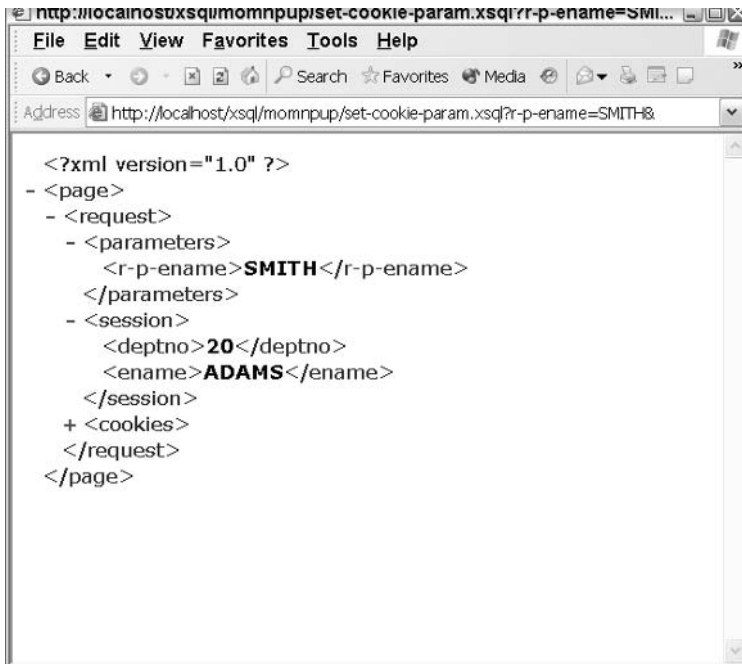 http://localhost/xsql/momnpup/set-cookie-param.xsql?r-p-ename=SMI...
File Edit View Favorites Tools Help
Back Search Favorites Media »
Address http://localhost/xsql/momnpup/set-cookie-param.xsql?r-p-ename=SMITH&
<?xml version="1.0" ?>
- <page>
- <request>
- <parameters>
<r-p-ename>SMITH</r-p-ename>
</parameters>
- <session>
<deptno>20</deptno>
<ename>ADAMS</ename>
</session>
+ <cookies>
</request>
</page>